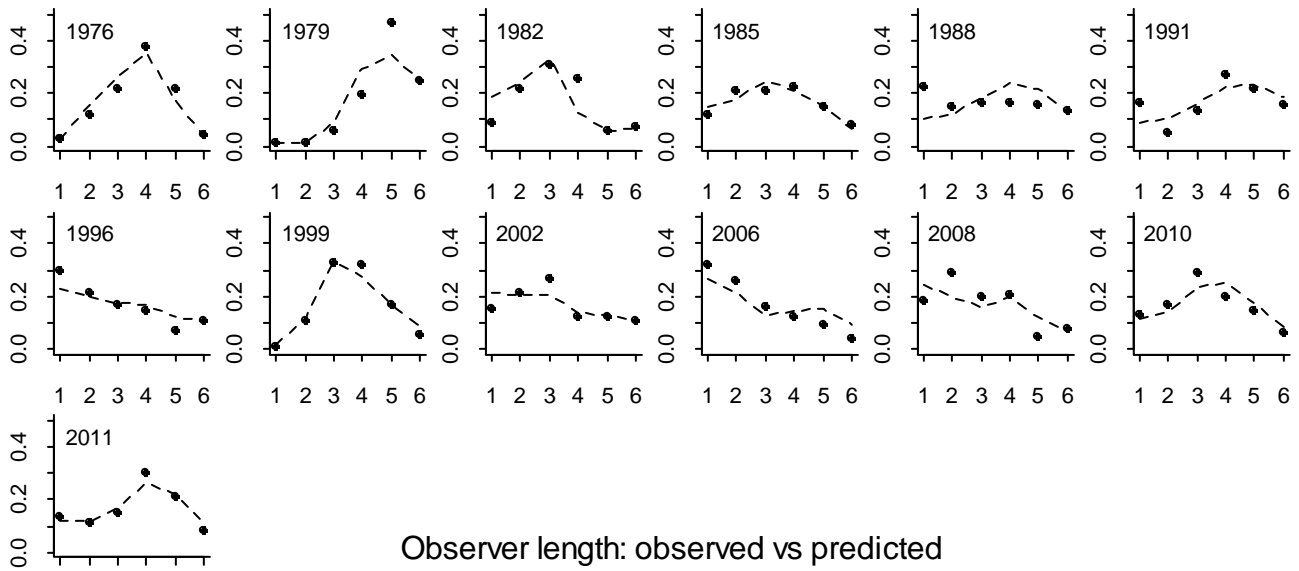 1976 1979 1982 1985 1988 1991
0.0 0.2 0.4 0.0 0.2 0.4 0.0 0.2 0.4 0.0 0.2 0.4 0.0 0.2 0.4 0.0 0.2 0.4
1 2 3 4 5 6 1 2 3 4 5 6 1 2 3 4 5 6 1 2 3 4 5 6 1 2 3 4 5 6 1 2 3 4 5 6
1996 1999 2002 2006 2008 2010
0.0 0.2 0.4 0.0 0.2 0.4 0.0 0.2 0.4 0.0 0.2 0.4 0.0 0.2 0.4 0.0 0.2 0.4
1 2 3 4 5 6 1 2 3 4 5 6 1 2 3 4 5 6 1 2 3 4 5 6 1 2 3 4 5 6 1 2 3 4 5 6
2011
0.0 0.2 0.4
Observer length: observed vs predicted